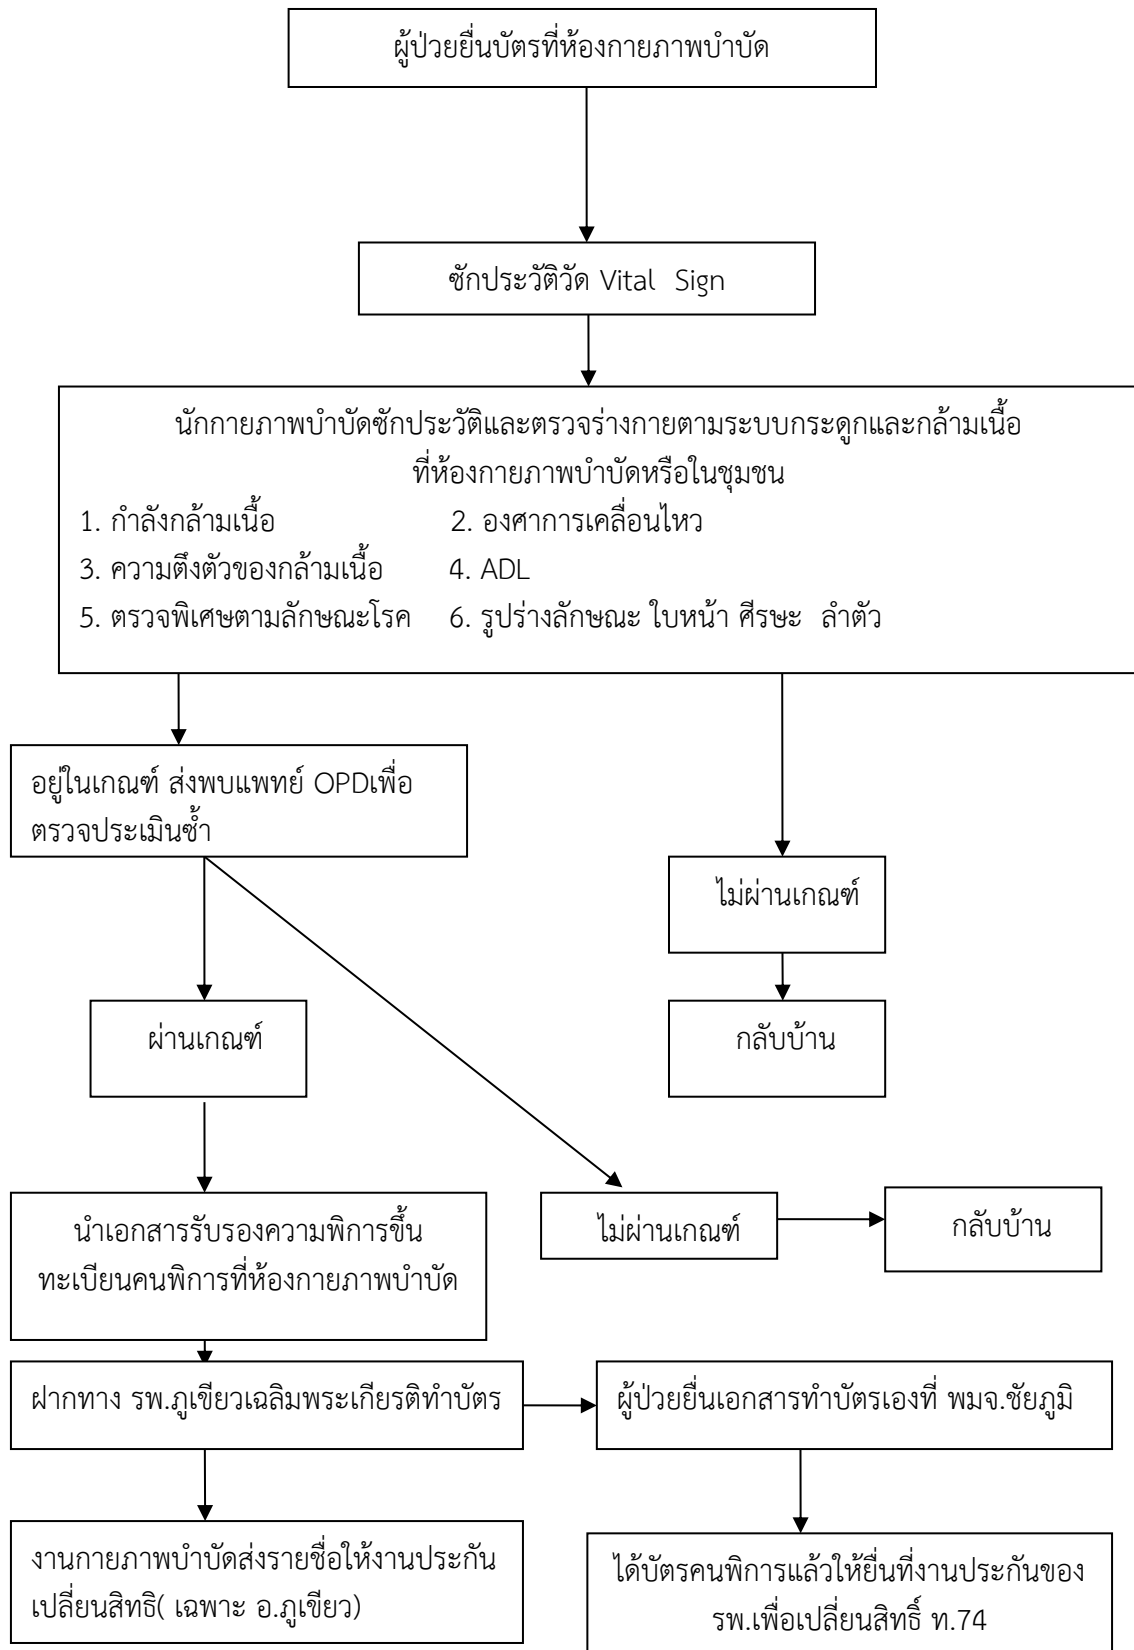 ผู้ป่วยยื่นบัตรที่ห้องกายภาพบำบัด
ซักประวัติวัด Vital Sign
นักกายภาพบำบัดซักประวัติและตรวจร่างกายตามระบบกระดูกและกล้ามเนื้อ
ที่ห้องกายภาพบำบัดหรือในชุมชน
1. กำลังกล้ามเนื้อ 2. องศาการเคลื่อนไหว
3. ความตึงตัวของกล้ามเนื้อ 4. ADL
5. ตรวจพิเศษตามลักษณะโรค 6. รูปร่างลักษณะ ใบหน้า ศีรษะ ลำตัว
อยู่ในเกณฑ์ ส่งพบแพทย์ OPDเพื่อ
ตรวจประเมินซ้ำ
ไม่ผ่านเกณฑ์
ผ่านเกณฑ์
กลับบ้าน
นำเอกสารรับรองความพิการขึ้น
ทะเบียนคนพิการที่ห้องกายภาพบำบัด
ไม่ผ่านเกณฑ์
กลับบ้าน
ฝากทาง รพ.ภูเขียวเฉลิมพระเกียรติทำบัตร
ผู้ป่วยยื่นเอกสารทำบัตรเองที่ พมจ.ชัยภูมิ
งานกายภาพบำบัดส่งรายชื่อให้งานประกัน
เปลี่ยนสิทธิ( เฉพาะ อ.ภูเขียว)
ได้บัตรคนพิการแล้วให้ยื่นที่งานประกันของ
รพ.เพื่อเปลี่ยนสิทธิ์ ท.74